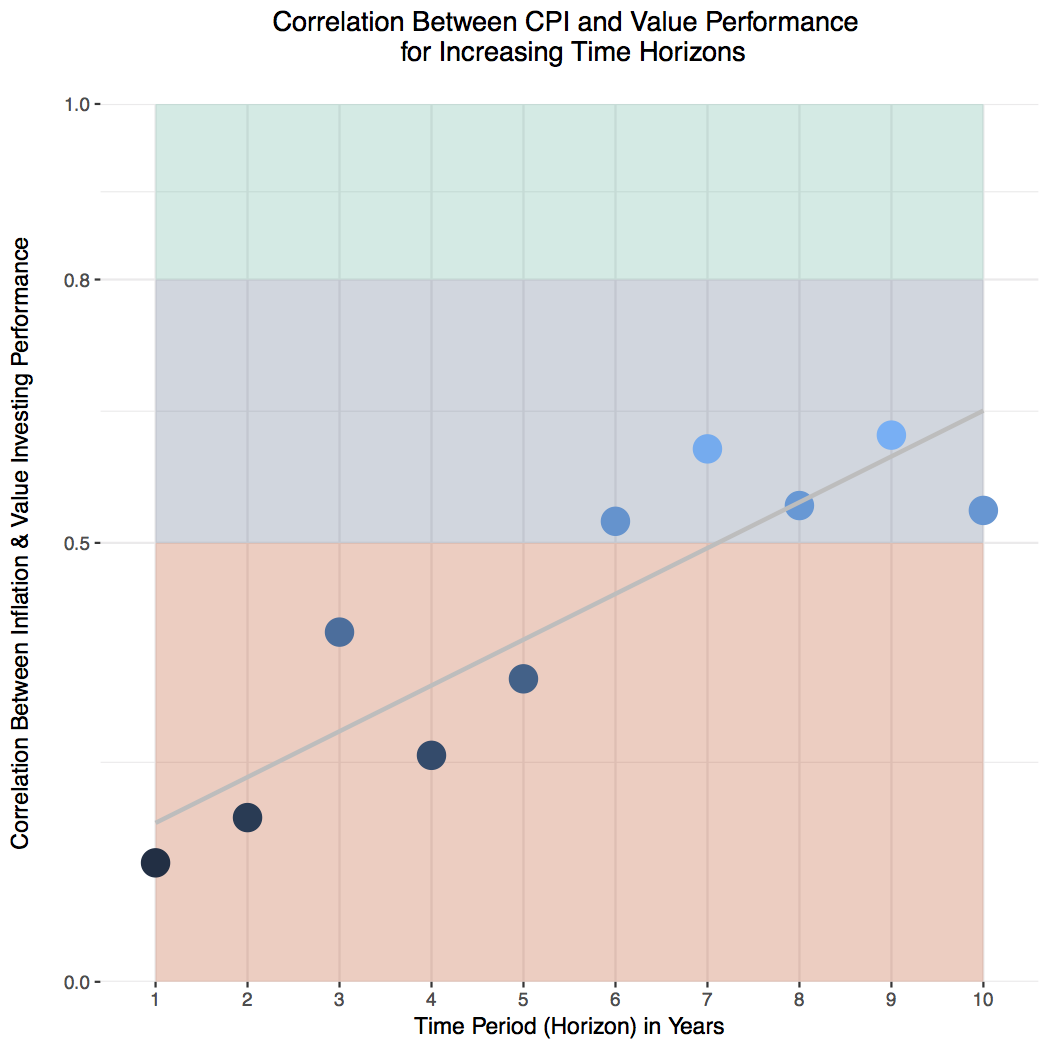 Correlation Between CPI and Value Performance
for Increasing Time Horizons
Correlation Between Inflation & Value Investing Performance
1.0
0.8
0.5
0.0
1 2 3 4 5 6 7 8 9 10
Time Period (Horizon) in Years